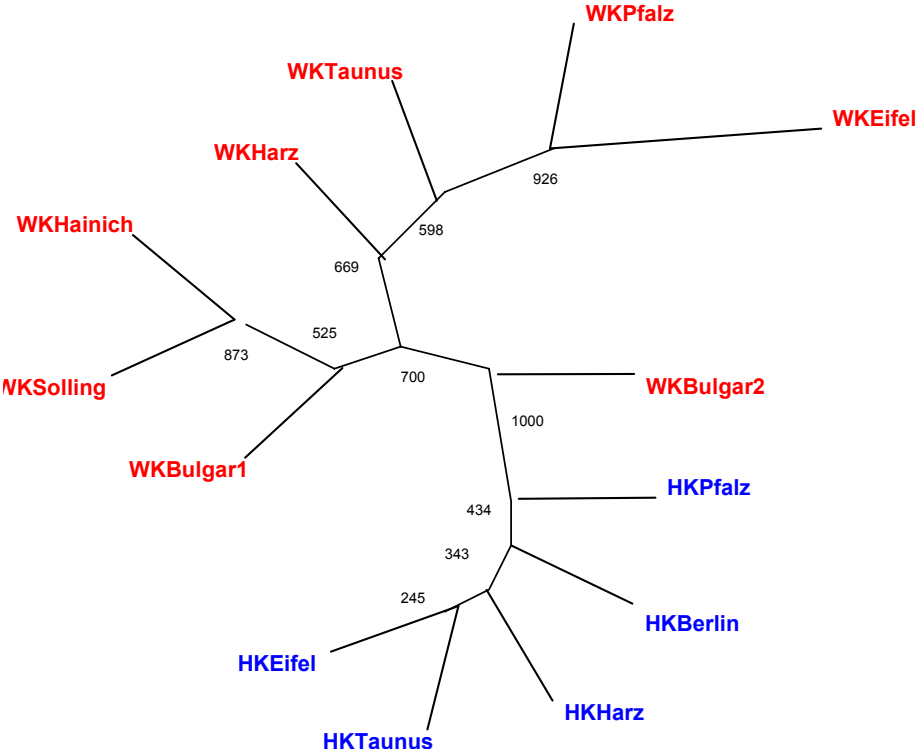 WKPfalz
WKTaunus
WKEifel
WKHarz
926
WKHainich
598
669
525
873
700
WKSolling
WKBulgar2
1000
WKBulgar1
HKPfalz
434
343
245
HKBerlin
HKEifel
HKHarz
HKTaunus